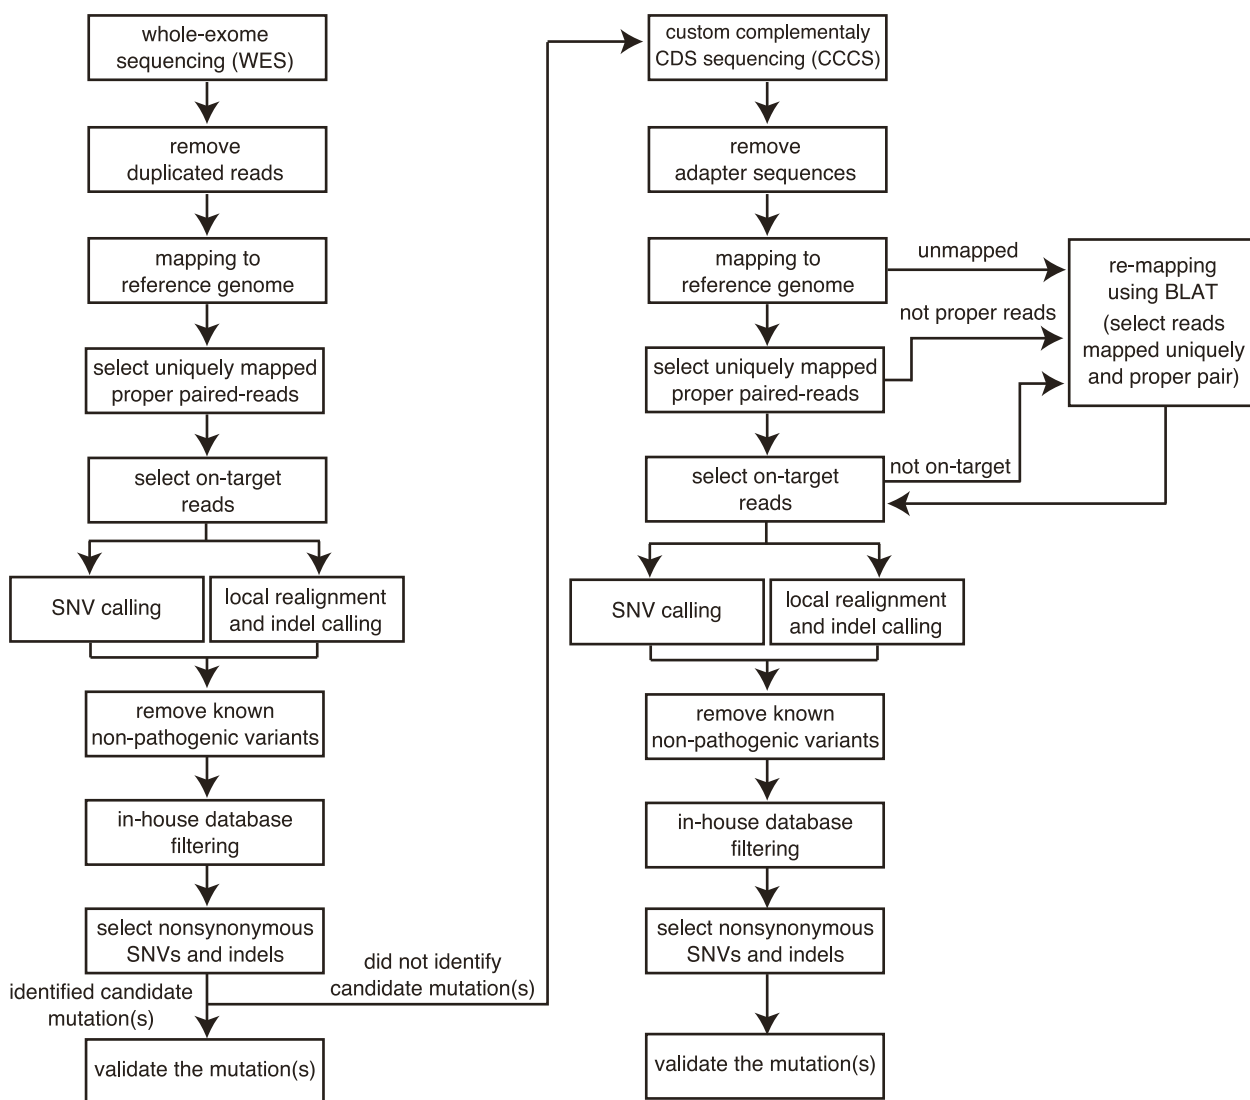 whole-exome
sequencing (WES)
remove
duplicated reads
mapping to
reference genome
select uniquely mapped
proper paired-reads
select on-target
reads
SNV calling
local realignment
and indel calling
remove known
non-pathogenic variants
in-house database
filtering
select nonsynonymous
SNVs and indels
identified candidate
mutation(s)
did not identify
candidate mutation(s)
validate the mutation(s)
custom complementaly
CDS sequencing (CCCS)
remove
adapter sequences
mapping to
reference genome
unmapped
not proper reads
re-mapping
using BLAT
(select reads
mapped uniquely
and proper pair)
select uniquely mapped
proper paired-reads
select on-target
reads
not on-target
SNV calling
local realignment
and indel calling
remove known
non-pathogenic variants
in-house database
filtering
select nonsynonymous
SNVs and indels
validate the mutation(s)